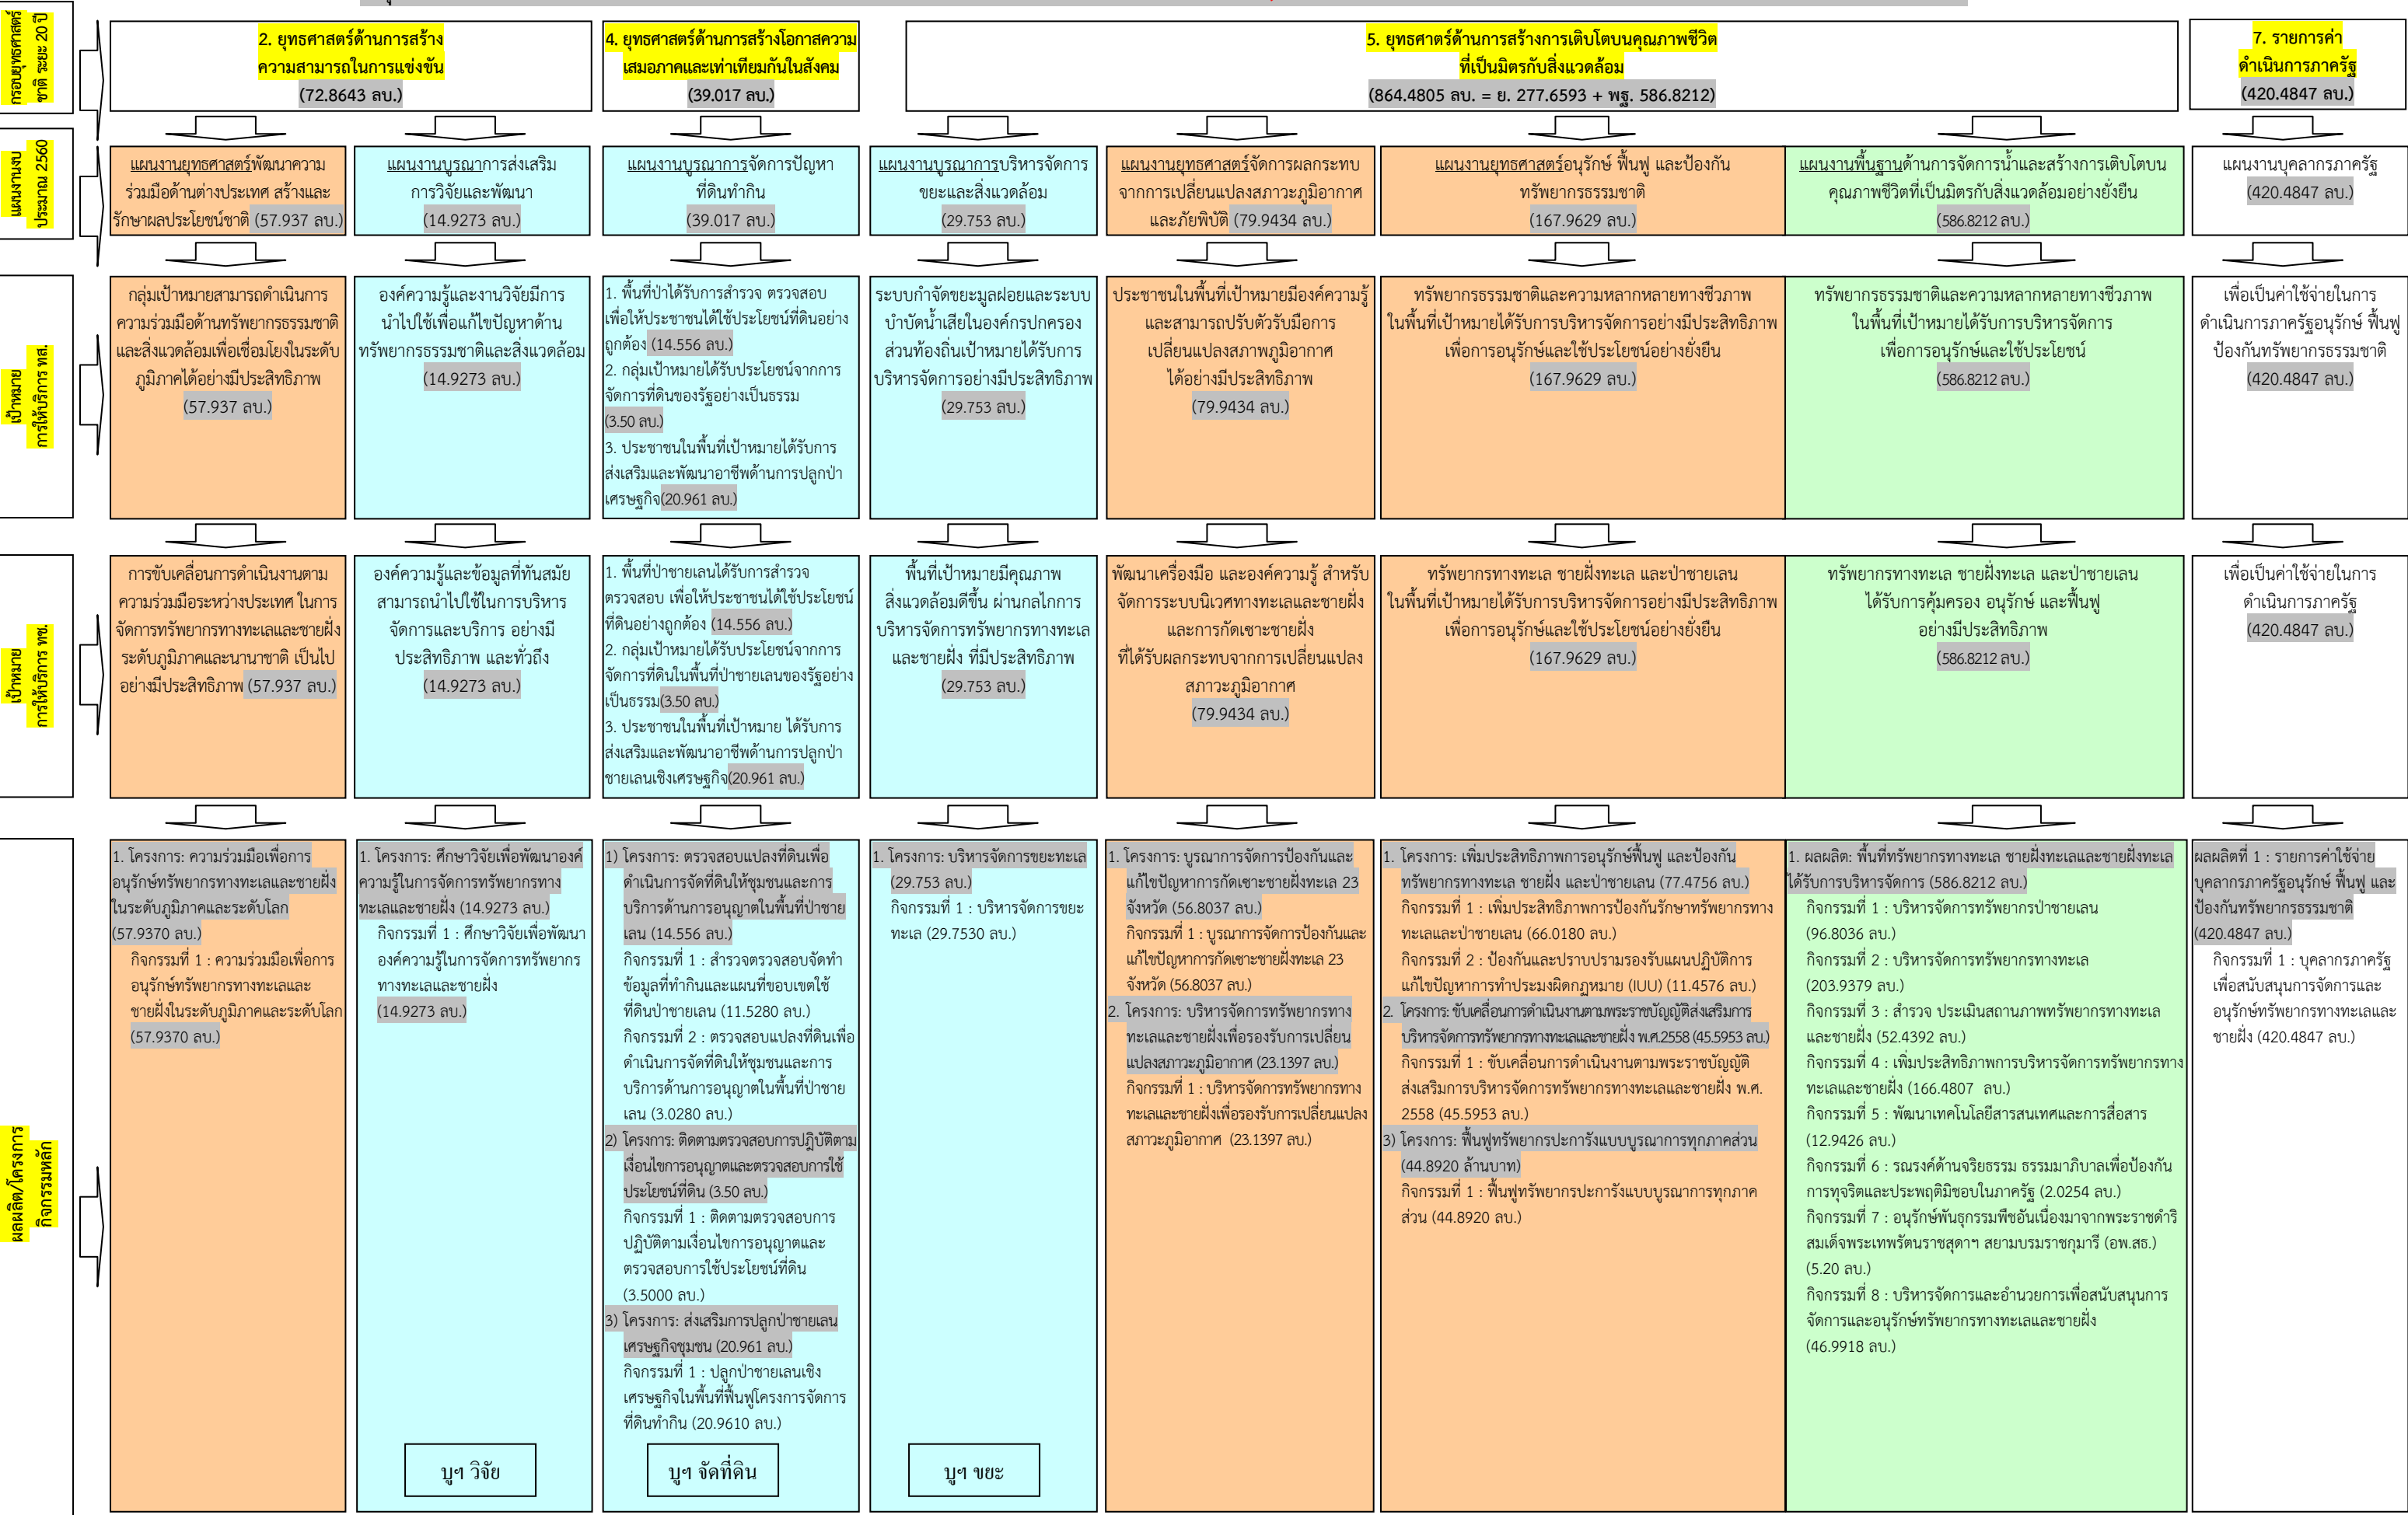 กรอบยุทธศาสตร์
ชาติ ระยะ 20 ปี
2. ยุทธศาสตร์ด้านการสร้าง
ความสามารถในการแข่งขัน
(72.8643 ลบ.)
4. ยุทธศาสตร์ด้านการสร้างโอกาสความ
เสมอภาคและเท่าเทียมกันในสังคม
(39.017 ลบ.)
5. ยุทธศาตร์ด้านการสร้างการเติบโตบนคุณภาพชีวิต
ที่เป็นมิตรกับสิ่งแวดล้อม
(864.4805 ลบ. = ย. 277.6593 + พฐ. 586.8212)
7. รายการค่า
ดำเนินการภาครัฐ
(420.4847 ลบ.)
แผนงานงบ
ประมาณ 2560
แผนงานยุทธศาสตร์พัฒนาความ
ร่วมมือด้านต่างประเทศ สร้างและ
รักษาผลประโยชน์ชาติ (57.937 ลบ.)
แผนงานบูรณาการส่งเสริม
การวิจัยและพัฒนา
(14.9273 ลบ.)
แผนงานบูรณาการจัดการปัญหา
ที่ดินทำกิน
(39.017 ลบ.)
แผนงานบูรณาการบริหารจัดการ
ขยะและสิ่งแวดล้อม
(29.753 ลบ.)
แผนงานยุทธศาสตร์จัดการผลกระทบ
จากการเปลี่ยนแปลงสภาวะภูมิอากาศ
และภัยพิบัติ (79.9434 ลบ.)
แผนงานยุทธศาสตร์อนุรักษ์ ฟื้นฟู และป้องกัน
ทรัพยากรธรรมชาติ
(167.9629 ลบ.)
แผนงานพื้นฐานด้านการจัดการน้ำและสร้างการเติบโตบน
คุณภาพชีวิตที่เป็นมิตรกับสิ่งแวดล้อมอย่างยั่งยืน
(586.8212 ลบ.)
แผนงานบุคลากรภาครัฐ
(420.4847 ลบ.)
เป้าหมาย
การให้บริการ ทส.
กลุ่มเป้าหมายสามารถดำเนินการ
ความร่วมมือด้านทรัพยากรธรรมชาติ
และสิ่งแวดล้อมเพื่อเชื่อมโยงในระดับ
ภูมิภาคได้อย่างมีประสิทธิภาพ
(57.937 ลบ.)
องค์ความรู้และงานวิจัยมีการ
นำไปใช้เพื่อแก้ไขปัญหาด้าน
ทรัพยากรธรรมชาติและสิ่งแวดล้อม
(14.9273 ลบ.)
1. พื้นที่ป่าได้รับการสำรวจ ตรวจสอบ
เพื่อให้ประชาชนได้ใช้ประโยชน์ที่ดินอย่าง
ถูกต้อง (14.556 ลบ.)
2. กลุ่มเป้าหมายได้รับประโยชน์จากการ
จัดการที่ดินของรัฐอย่างเป็นธรรม
(3.50 ลบ.)
3. ประชาชนในพื้นที่เป้าหมายได้รับการ
ส่งเสริมและพัฒนาอาชีพด้านการปลูกป่า
เศรษฐกิจ(20.961 ลบ.)
ระบบกำจัดขยะมูลฝอยและระบบ
บำบัดน้ำเสียในองค์กรปกครอง
ส่วนท้องถิ่นเป้าหมายได้รับการ
บริหารจัดการอย่างมีประสิทธิภาพ
(29.753 ลบ.)
ประชาชนในพื้นที่เป้าหมายมีองค์ความรู้
และสามารถปรับตัวรับมือการ
เปลี่ยนแปลงสภาพภูมิอากาศ
ได้อย่างมีประสิทธิภาพ
(79.9434 ลบ.)
ทรัพยากรธรรมชาติและความหลากหลายทางชีวภาพ
ในพื้นที่เป้าหมายได้รับการบริหารจัดการอย่างมีประสิทธิภาพ
เพื่อการอนุรักษ์และใช้ประโยชน์อย่างยั่งยืน
(167.9629 ลบ.)
ทรัพยากรธรรมชาติและความหลากหลายทางชีวภาพ
ในพื้นที่เป้าหมายได้รับการบริหารจัดการ
เพื่อการอนุรักษ์และใช้ประโยชน์
(586.8212 ลบ.)
เพื่อเป็นค่าใช้จ่ายในการ
ดำเนินการภาครัฐอนุรักษ์ ฟื้นฟู
ป้องกันทรัพยากรธรรมชาติ
(420.4847 ลบ.)
เป้าหมาย
การให้บริการ ทช.
การขับเคลื่อนการดำเนินงานตาม
ความร่วมมือระหว่างประเทศ ในการ
จัดการทรัพยากรทางทะเลและชายฝั่ง
ระดับภูมิภาคและนานาชาติ เป็นไป
อย่างมีประสิทธิภาพ (57.937 ลบ.)
องค์ความรู้และข้อมูลที่ทันสมัย
สามารถนำไปใช้ในการบริหาร
จัดการและบริการ อย่างมี
ประสิทธิภาพ และทั่วถึง
(14.9273 ลบ.)
1. พื้นที่ป่าชายเลนได้รับการสำรวจ
ตรวจสอบ เพื่อให้ประชาชนได้ใช้ประโยชน์
ที่ดินอย่างถูกต้อง (14.556 ลบ.)
2. กลุ่มเป้าหมายได้รับประโยชน์จากการ
จัดการที่ดินในพื้นที่ป่าชายเลนของรัฐอย่าง
เป็นธรรม(3.50 ลบ.)
3. ประชาชนในพื้นที่เป้าหมาย ได้รับการ
ส่งเสริมและพัฒนาอาชีพด้านการปลูกป่า
ชายเลนเชิงเศรษฐกิจ(20.961 ลบ.)
พื้นที่เป้าหมายมีคุณภาพ
สิ่งแวดล้อมดีขึ้น ผ่านกลไกการ
บริหารจัดการทรัพยากรทางทะเล
และชายฝั่ง ที่มีประสิทธิภาพ
(29.753 ลบ.)
พัฒนาเครื่องมือ และองค์ความรู้ สำหรับ
จัดการระบบนิเวศทางทะเลและชายฝั่ง
และการกัดเซาะชายฝั่ง
ที่ได้รับผลกระทบจากการเปลี่ยนแปลง
สภาวะภูมิอากาศ
(79.9434 ลบ.)
ทรัพยากรทางทะเล ชายฝั่งทะเล และป่าชายเลน
ในพื้นที่เป้าหมายได้รับการบริหารจัดการอย่างมีประสิทธิภาพ
เพื่อการอนุรักษ์และใช้ประโยชน์อย่างยั่งยืน
(167.9629 ลบ.)
ทรัพยากรทางทะเล ชายฝั่งทะเล และป่าชายเลน
ได้รับการคุ้มครอง อนุรักษ์ และฟื้นฟู
อย่างมีประสิทธิภาพ
(586.8212 ลบ.)
เพื่อเป็นค่าใช้จ่ายในการ
ดำเนินการภาครัฐ
(420.4847 ลบ.)
ผลผลิต/โครงการ
กิจกรรมหลัก
1. โครงการ: ความร่วมมือเพื่อการ
อนุรักษ์ทรัพยากรทางทะเลและชายฝั่ง
ในระดับภูมิภาคและระดับโลก
(57.9370 ลบ.)
กิจกรรมที่ 1 : ความร่วมมือเพื่อการ
อนุรักษ์ทรัพยากรทางทะเลและ
ชายฝั่งในระดับภูมิภาคและระดับโลก
(57.9370 ลบ.)
1. โครงการ: ศึกษาวิจัยเพื่อพัฒนาองค์
ความรู้ในการจัดการทรัพยากรทาง
ทะเลและชายฝั่ง (14.9273 ลบ.)
กิจกรรมที่ 1 : ศึกษาวิจัยเพื่อพัฒนา
องค์ความรู้ในการจัดการทรัพยากร
ทางทะเลและชายฝั่ง
(14.9273 ลบ.)
บูฯ วิจัย
1) โครงการ: ตรวจสอบแปลงที่ดินเพื่อ
ดำเนินการจัดที่ดินให้ชุมชนและการ
บริการด้านการอนุญาตในพื้นที่ป่าชาย
เลน (14.556 ลบ.)
กิจกรรมที่ 1 : สำรวจตรวจสอบจัดทำ
ข้อมูลที่ทำกินและแผนที่ขอบเขตใช้
ที่ดินป่าชายเลน (11.5280 ลบ.)
กิจกรรมที่ 2 : ตรวจสอบแปลงที่ดินเพื่อ
ดำเนินการจัดที่ดินให้ชุมชนและการ
บริการด้านการอนุญาตในพื้นที่ป่าชาย
เลน (3.0280 ลบ.)
2) โครงการ: ติดตามตรวจสอบการปฎิบัติตาม
เงื่อนไขการอนุญาตและตรวจสอบการใช้
ประโยชน์ที่ดิน (3.50 ลบ.)
กิจกรรมที่ 1 : ติดตามตรวจสอบการ
ปฏิบัติตามเงื่อนไขการอนุญาตและ
ตรวจสอบการใช้ประโยชน์ที่ดิน
(3.5000 ลบ.)
3) โครงการ: ส่งเสริมการปลูกป่าชายเลน
เศรษฐกิจชุมชน (20.961 ลบ.)
กิจกรรมที่ 1 : ปลูกป่าชายเลนเชิง
เศรษฐกิจในพื้นที่ฟื้นฟูโครงการจัดการ
ที่ดินทำกิน (20.9610 ลบ.)
บูฯ จัดที่ดิน
1. โครงการ: บริหารจัดการขยะทะเล
(29.753 ลบ.)
กิจกรรมที่ 1 : บริหารจัดการขยะ
ทะเล (29.7530 ลบ.)
บูฯ ขยะ
1. โครงการ: บูรณาการจัดการป้องกันและ
แก้ไขปัญหาการกัดเซาะชายฝั่งทะเล 23
จังหวัด (56.8037 ลบ.)
กิจกรรมที่ 1 : บูรณาการจัดการป้องกันและ
แก้ไขปัญหาการกัดเซาะชายฝั่งทะเล 23
จังหวัด (56.8037 ลบ.)
2. โครงการ: บริหารจัดการทรัพยากรทาง
ทะเลและชายฝั่งเพื่อรองรับการเปลี่ยน
แปลงสภาวะภูมิอากาศ (23.1397 ลบ.)
กิจกรรมที่ 1 : บริหารจัดการทรัพยากรทาง
ทะเลและชายฝั่งเพื่อรองรับการเปลี่ยนแปลง
สภาวะภูมิอากาศ (23.1397 ลบ.)
1. โครงการ: เพิ่มประสิทธิภาพการอนุรักษ์ฟื้นฟู และป้องกัน
ทรัพยากรทางทะเล ชายฝั่ง และป่าชายเลน (77.4756 ลบ.)
กิจกรรมที่ 1 : เพิ่มประสิทธิภาพการป้องกันรักษาทรัพยากรทาง
ทะเลและป่าชายเลน (66.0180 ลบ.)
กิจกรรมที่ 2 : ป้องกันและปราบปรามรองรับแผนปฏิบัติการ
แก้ไขปัญหาการทำประมงผิดกฎหมาย (IUU) (11.4576 ลบ.)
2. โครงการ: ขับเคลื่อนการดำเนินงานตามพระราชบัญญัติส่งเสริมการ
บริหารจัดการทรัพยากรทางทะเลและชายฝั่ง พ.ศ.2558 (45.5953 ลบ.)
กิจกรรมที่ 1 : ขับเคลื่อนการดำเนินงานตามพระราชบัญญัติ
ส่งเสริมการบริหารจัดการทรัพยากรทางทะเลและชายฝั่ง พ.ศ.
2558 (45.5953 ลบ.)
3) โครงการ: ฟื้นฟูทรัพยากรปะการังแบบบูรณาการทุกภาคส่วน
(44.8920 ล้านบาท)
กิจกรรมที่ 1 : ฟื้นฟูทรัพยากรปะการังแบบบูรณาการทุกภาค
ส่วน (44.8920 ลบ.)
1. ผลผลิต: พื้นที่ทรัพยากรทางทะเล ชายฝั่งทะเลและชายฝั่งทะเล
ได้รับการบริหารจัดการ (586.8212 ลบ.)
กิจกรรมที่ 1 : บริหารจัดการทรัพยากรป่าชายเลน
(96.8036 ลบ.)
กิจกรรมที่ 2 : บริหารจัดการทรัพยากรทางทะเล
(203.9379 ลบ.)
กิจกรรมที่ 3 : สำรวจ ประเมินสถานภาพทรัพยากรทางทะเล
และชายฝั่ง (52.4392 ลบ.)
กิจกรรมที่ 4 : เพิ่มประสิทธิภาพการบริหารจัดการทรัพยากรทาง
ทะเลและชายฝั่ง (166.4807 ลบ.)
กิจกรรมที่ 5 : พัฒนาเทคโนโลยีสารสนเทศและการสื่อสาร
(12.9426 ลบ.)
กิจกรรมที่ 6 : รณรงค์ด้านจริยธรรม ธรรมมาภิบาลเพื่อป้องกัน
การทุจริตและประพฤติมิชอบในภาครัฐ (2.0254 ลบ.)
กิจกรรมที่ 7 : อนุรักษ์พันธุกรรมพืชอันเนื่องมาจากพระราชดำริ
สมเด็จพระเทพรัตนราชสุดาฯ สยามบรมราชกุมารี (อพ.สธ.)
(5.20 ลบ.)
กิจกรรมที่ 8 : บริหารจัดการและอำนวยการเพื่อสนับสนุนการ
จัดการและอนุรักษ์ทรัพยากรทางทะเลและชายฝั่ง
(46.9918 ลบ.)
ผลผลิตที่ 1 : รายการค่าใช้จ่าย
บุคลากรภาครัฐอนุรักษ์ ฟื้นฟู และ
ป้องกันทรัพยากรธรรมชาติ
(420.4847 ลบ.)
กิจกรรมที่ 1 : บุคลากรภาครัฐ
เพื่อสนับสนุนการจัดการและ
อนุรักษ์ทรัพยากรทางทะเลและ
ชายฝั่ง (420.4847 ลบ.)